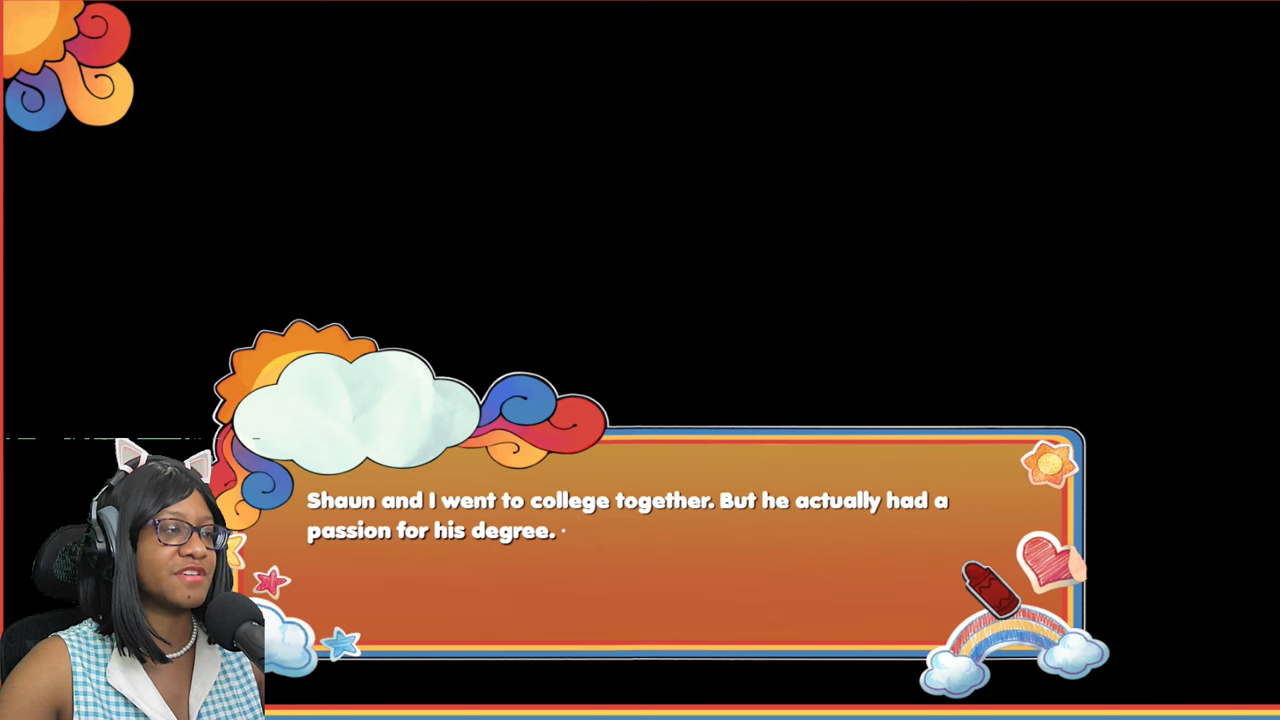 Shaun and I went to college together. But he actually had a
passion for his degree.